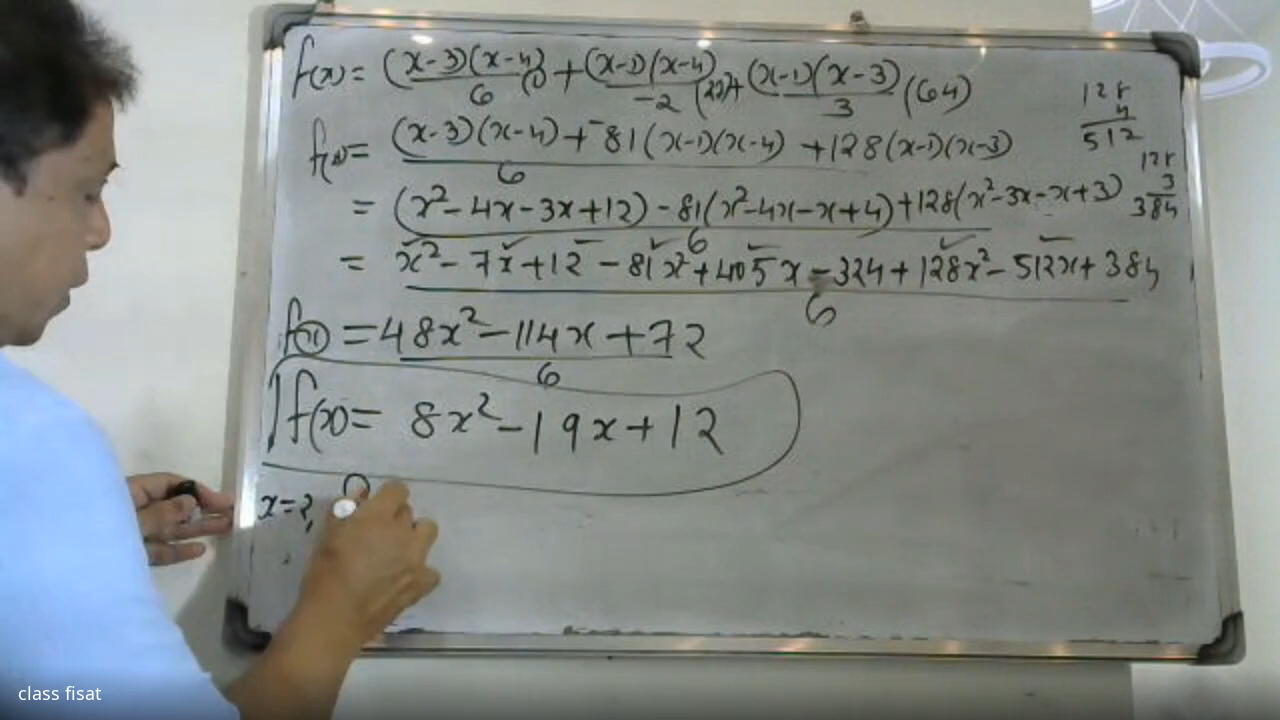 f(x) = (x-3)(x-4)/6 (1) + (x-1)(x-4)/-2 (27) + (x-1)(x-3)/3 (64)
f(x) = (x-3)(x-4) + -81(x-1)(x-4) + 128(x-1)(x-3)
6
= (x²-4x-3x+12) - 81(x²-4x-x+4) + 128(x²-3x-x+3)
6
= x² - 7x + 12 - 81x² + 405x - 324 + 128x² - 512x + 384
6
f(x) = 48x² - 114x + 72
6
f(x) = 8x² - 19x + 12
x=2,
128
4
512
128
3
384
class fisat